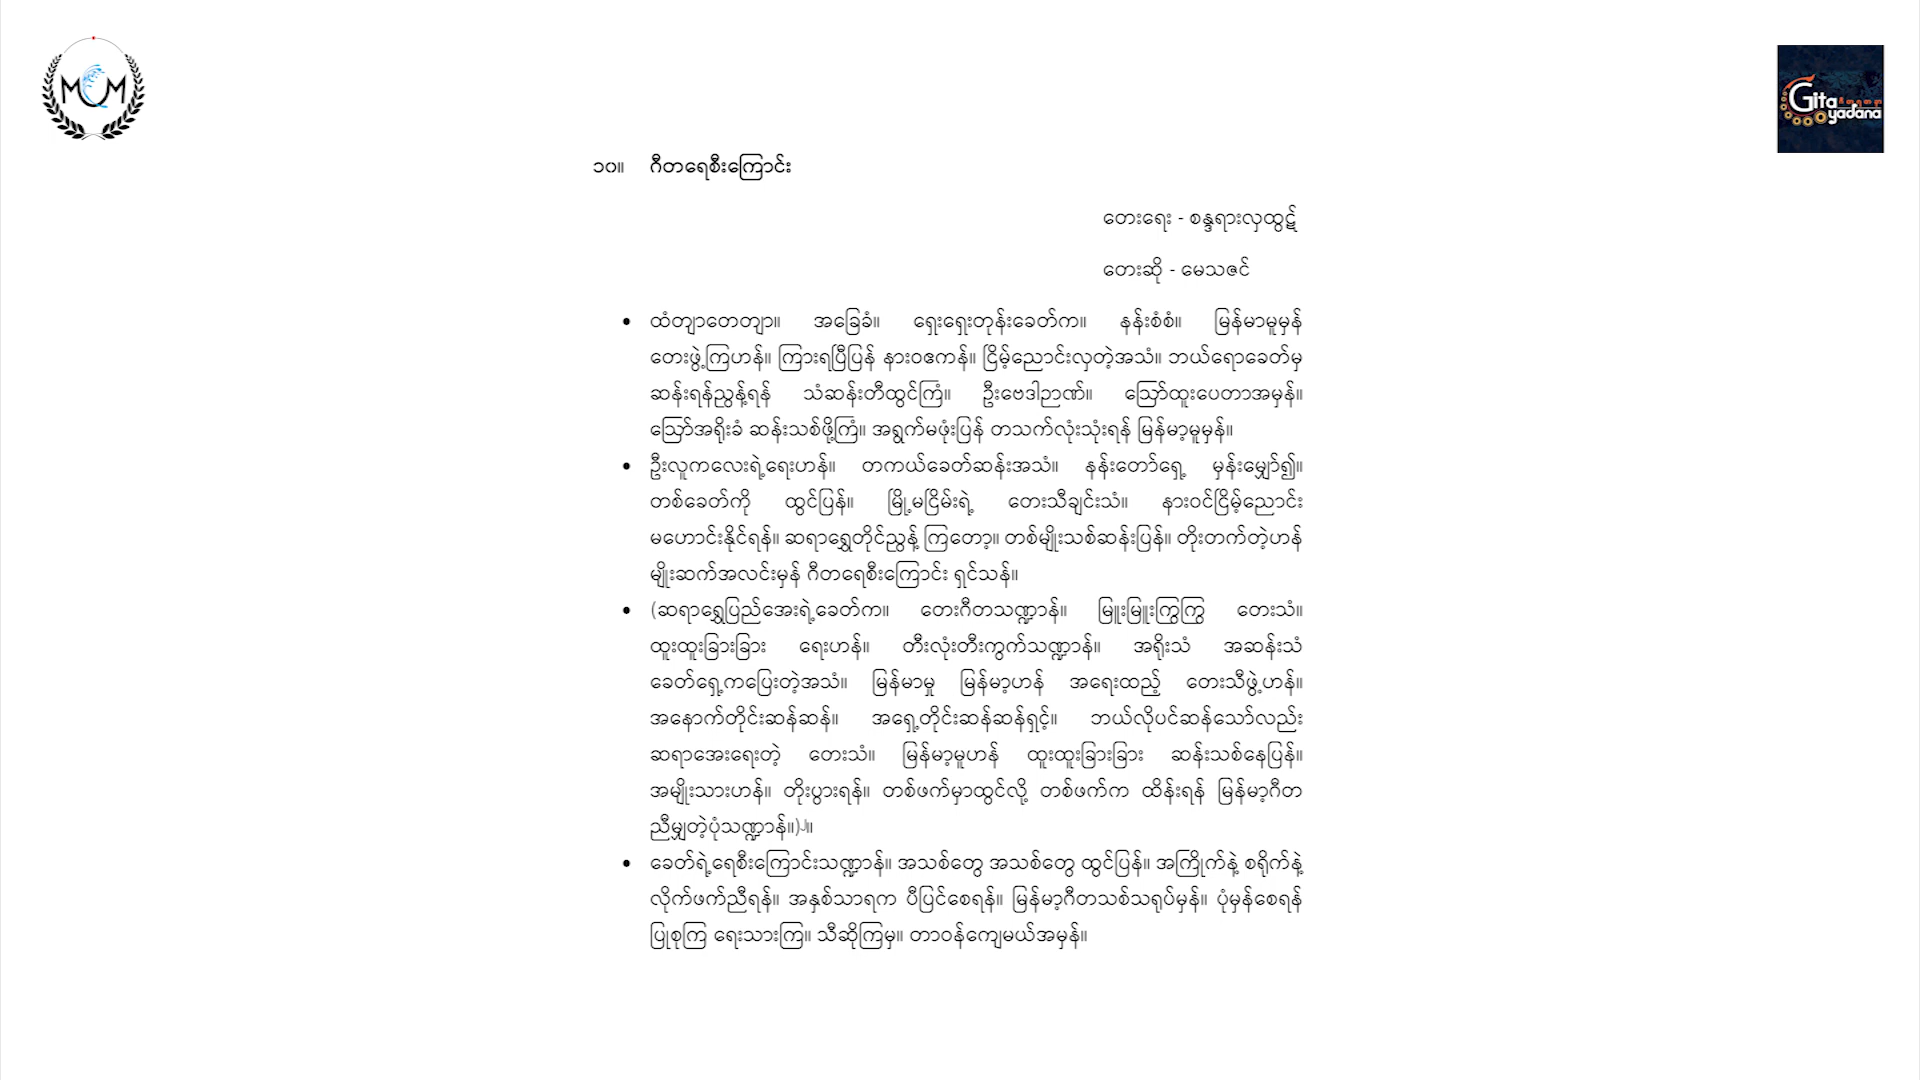 MQM
Gita
ဂီတရတနာ
yadana
၁၀။ ဂီတရေစီးကြောင်း
တေးရေး - စန္ဒရားလှထွဋ်
တေးဆို - မေသဇင်
• ထံတျာတေတျာ။ အခြေခံ။ ရှေးရှေးတုန်းခေတ်က။ နန်းစံစံ။ မြန်မာမူမှန်
တေးဖွဲ့ကြဟန်။ ကြားရပြီပြန် နားဝဧကန်။ ငြိမ့်ညောင်းလှတဲ့အသံ။ ဘယ်ရောခေတ်မှ
ဆန်းရန်ညွန့်ရန် သံဆန်းတီထွင်ကြံ။ ဦးဗေဒါဉာဏ်။ ဪထူးပေတာအမှန်။
ဪအရိုးခံ ဆန်းသစ်ဖို့ကြံ။ အရွက်မဖုံးပြန် တသက်လုံးသုံးရန် မြန်မာ့မူမှန်။
• ဦးလူကလေးရဲ့ရေးဟန်။ တကယ်ခေတ်ဆန်းအသံ။ နန်းတော်ရှေ့ မှန်းမျှော်၍။
တစ်ခေတ်ကို ထွင်ပြန်။ မြို့မငြိမ်းရဲ့ တေးသီချင်းသံ။ နားဝင်ငြိမ့်ညောင်း
မဟောင်းနိုင်ရန်။ ဆရာရွှေတိုင်ညွန့် ကြတော့။ တစ်မျိုးသစ်ဆန်းပြန်။ တိုးတက်တဲ့ဟန်
မျိုးဆက်အလင်းမှန် ဂီတရေစီးကြောင်း ရှင်သန်။
• (ဆရာရွှေပြည်အေးရဲ့ခေတ်က။ တေးဂီတသဏ္ဍာန်။ မြူးမြူးကြွကြွ တေးသံ။
ထူးထူးခြားခြား ရေးဟန်။ တီးလုံးတီးကွက်သဏ္ဍာန်။ အရိုးသံ အဆန်းသံ
ခေတ်ရှေ့ကပြေးတဲ့အသံ။ မြန်မာမှု မြန်မာ့ဟန် အရေးထည့် တေးသီဖွဲ့ဟန်။
အနောက်တိုင်းဆန်ဆန်။ အရှေ့တိုင်းဆန်ဆန်ရှင့်။ ဘယ်လိုပင်ဆန်သော်လည်း
ဆရာအေးရေးတဲ့ တေးသံ။ မြန်မာ့မူဟန် ထူးထူးခြားခြား ဆန်းသစ်နေပြန်။
အမျိုးသားဟန်။ တိုးပွားရန်။ တစ်ဖက်မှာထွင်လို့ တစ်ဖက်က ထိန်းရန် မြန်မာ့ဂီတ
ညီမျှတဲ့ပုံသဏ္ဍာန်။)၂။
• ခေတ်ရဲ့ရေစီးကြောင်းသဏ္ဍာန်။ အသစ်တွေ အသစ်တွေ ထွင်ပြန်။ အကြိုက်နဲ့ စရိုက်နဲ့
လိုက်ဖက်ညီရန်။ အနှစ်သာရက ပီပြင်စေရန်။ မြန်မာ့ဂီတသစ်သရုပ်မှန်။ ပုံမှန်စေရန်
ပြုစုကြ ရေးသားကြ။ သီဆိုကြမှ။ တာဝန်ကျေမယ်အမှန်။